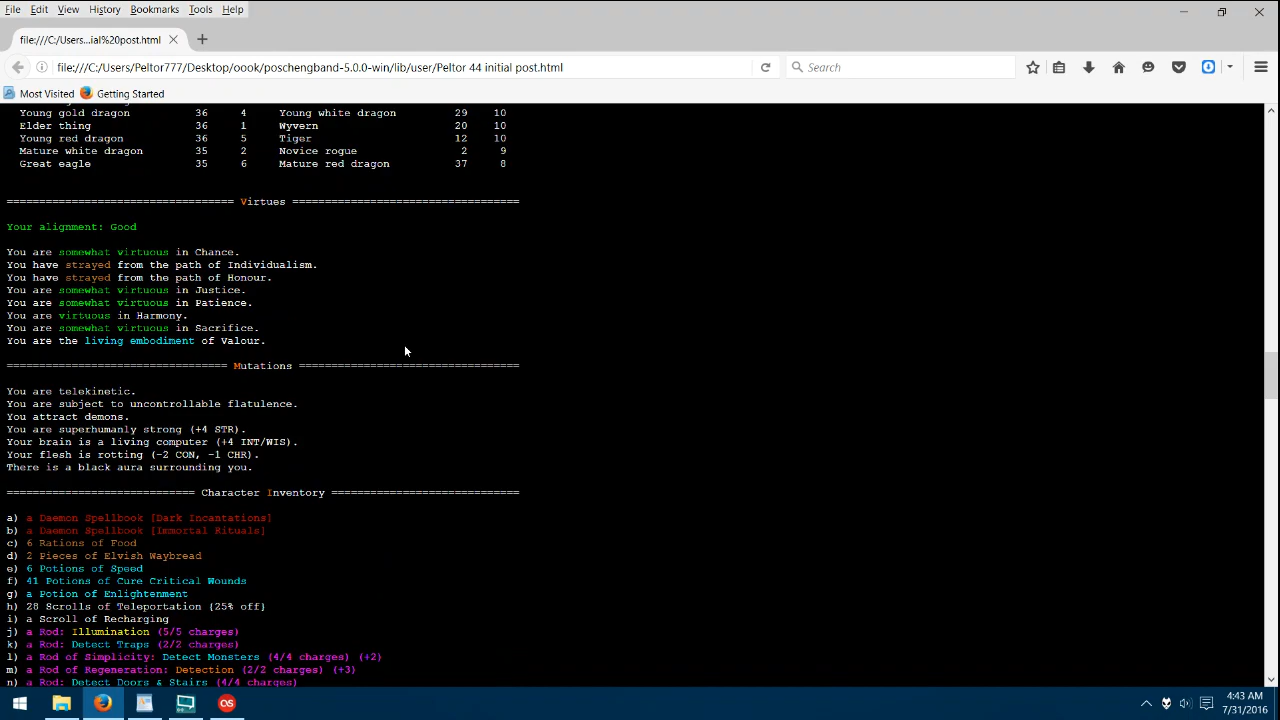 File Edit View History Bookmarks Tools Help
file:///C:/Users...ial%20post.html
file:///C:/Users/Peltor777/Desktop/oook/poschengband-5.0.0-win/lib/user/Peltor 44 initial post.html
Search
Most Visited Getting Started
Young gold dragon 36 4 Young white dragon 29 10
Elder thing 36 1 Wyvern 20 10
Young red dragon 36 5 Tiger 12 10
Mature white dragon 35 2 Novice rogue 2 9
Great eagle 35 6 Mature red dragon 37 8
=================================== Virtues ===================================
Your alignment: Good
You are somewhat virtuous in Chance.
You have strayed from the path of Individualism.
You have strayed from the path of Honour.
You are somewhat virtuous in Justice.
You are somewhat virtuous in Patience.
You are virtuous in Harmony.
You are somewhat virtuous in Sacrifice.
You are the living embodiment of Valour.
================================== Mutations ==================================
You are telekinetic.
You are subject to uncontrollable flatulence.
You attract demons.
You are superhumanly strong (+4 STR).
Your brain is a living computer (+4 INT/WIS).
Your flesh is rotting (-2 CON, -1 CHR).
There is a black aura surrounding you.
============================= Character Inventory =============================
a) a Daemon Spellbook [Dark Incantations]
b) a Daemon Spellbook [Immortal Rituals]
c) 6 Rations of Food
d) 2 Pieces of Elvish Waybread
e) 6 Potions of Speed
f) 41 Potions of Cure Critical Wounds
g) a Potion of Enlightenment
h) 28 Scrolls of Teleportation {25% off}
i) a Scroll of Recharging
j) a Rod: Illumination (5/5 charges)
k) a Rod: Detect Traps (2/2 charges)
l) a Rod of Simplicity: Detect Monsters (4/4 charges) (+2)
m) a Rod of Regeneration: Detection (2/2 charges) (+3)
n) a Rod: Detect Doors & Stairs (4/4 charges)
4:43 AM
7/31/2016